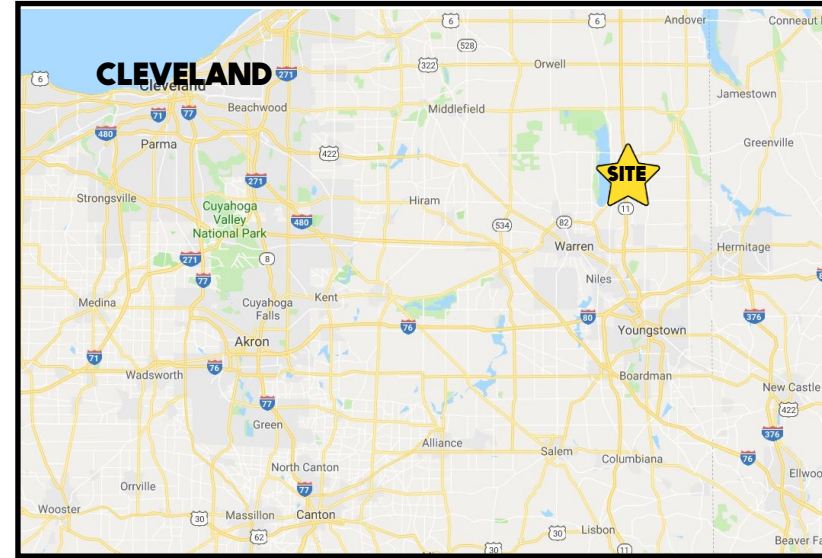 6
6
Andover
Conneaut
528
CLEVELAND
271
322
Orwell
6
Cleveland
Jamestown
71
77
Beachwood
Middlefield
480
Parma
422
Greenville
271
SITE
Strongsville
Cuyahoga
Valley
National Park
Hiram
11
480
534
82
Warren
Hermitage
271
8
77
Niles
Medina
Cuyahoga
Falls
Kent
80
376
76
Youngstown
Akron
71
76
Wadsworth
Boardman
New Castle
77
422
Green
376
Alliance
Salem
Columbiana
76
North Canton
Ellwoo
Orrville
77
Wooster
30
Massillon
Canton
62
30
Lisbon
Beaver Fa
30
11